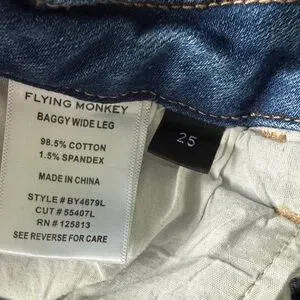 FLYING MONKEY
BAGGY WIDE LEG
98.5% COTTON
1.5% SPANDEX
MADE IN CHINA
STYLE # BY4679L
CUT # 55407L
RN # 125813
SEE REVERSE FOR CARE
25